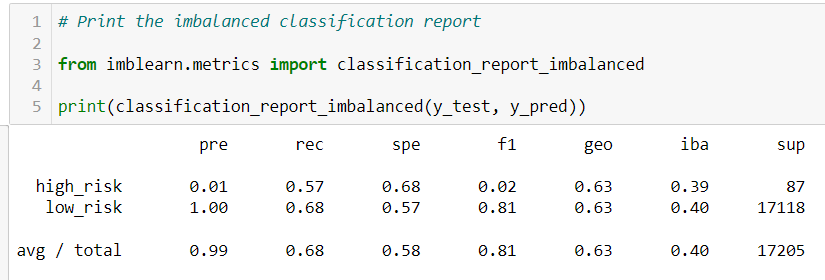 1 # Print the imbalanced classification report
2
3 from imblearn.metrics import classification_report_imbalanced
4
5 print(classification_report_imbalanced(y_test, y_pred))
pre rec spe f1 geo iba sup
high_risk 0.01 0.57 0.68 0.02 0.63 0.39 87
low_risk 1.00 0.68 0.57 0.81 0.63 0.40 17118
avg / total 0.99 0.68 0.58 0.81 0.63 0.40 17205